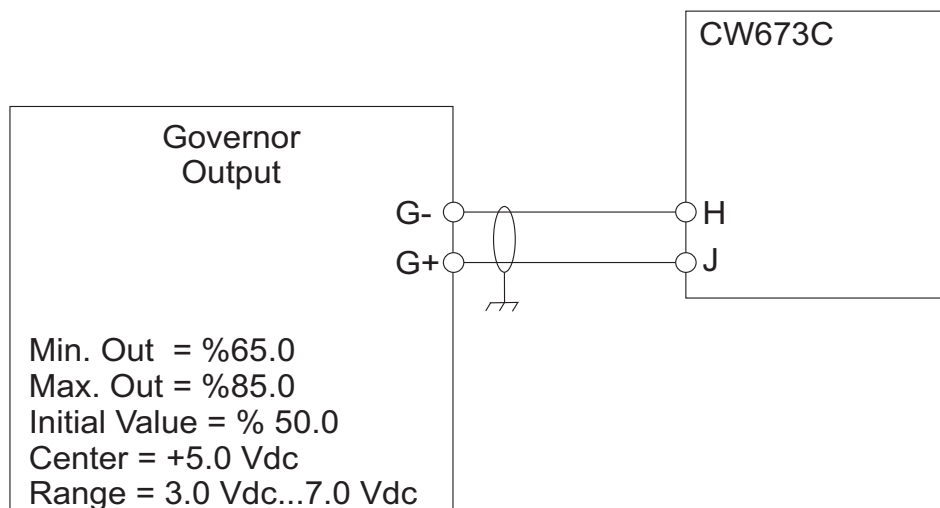 CW673C
Governor
Output
G-
H
G+
J
Min. Out = %65.0
Max. Out = %85.0
Initial Value = % 50.0
Center = +5.0 Vdc
Range = 3.0 Vdc...7.0 Vdc